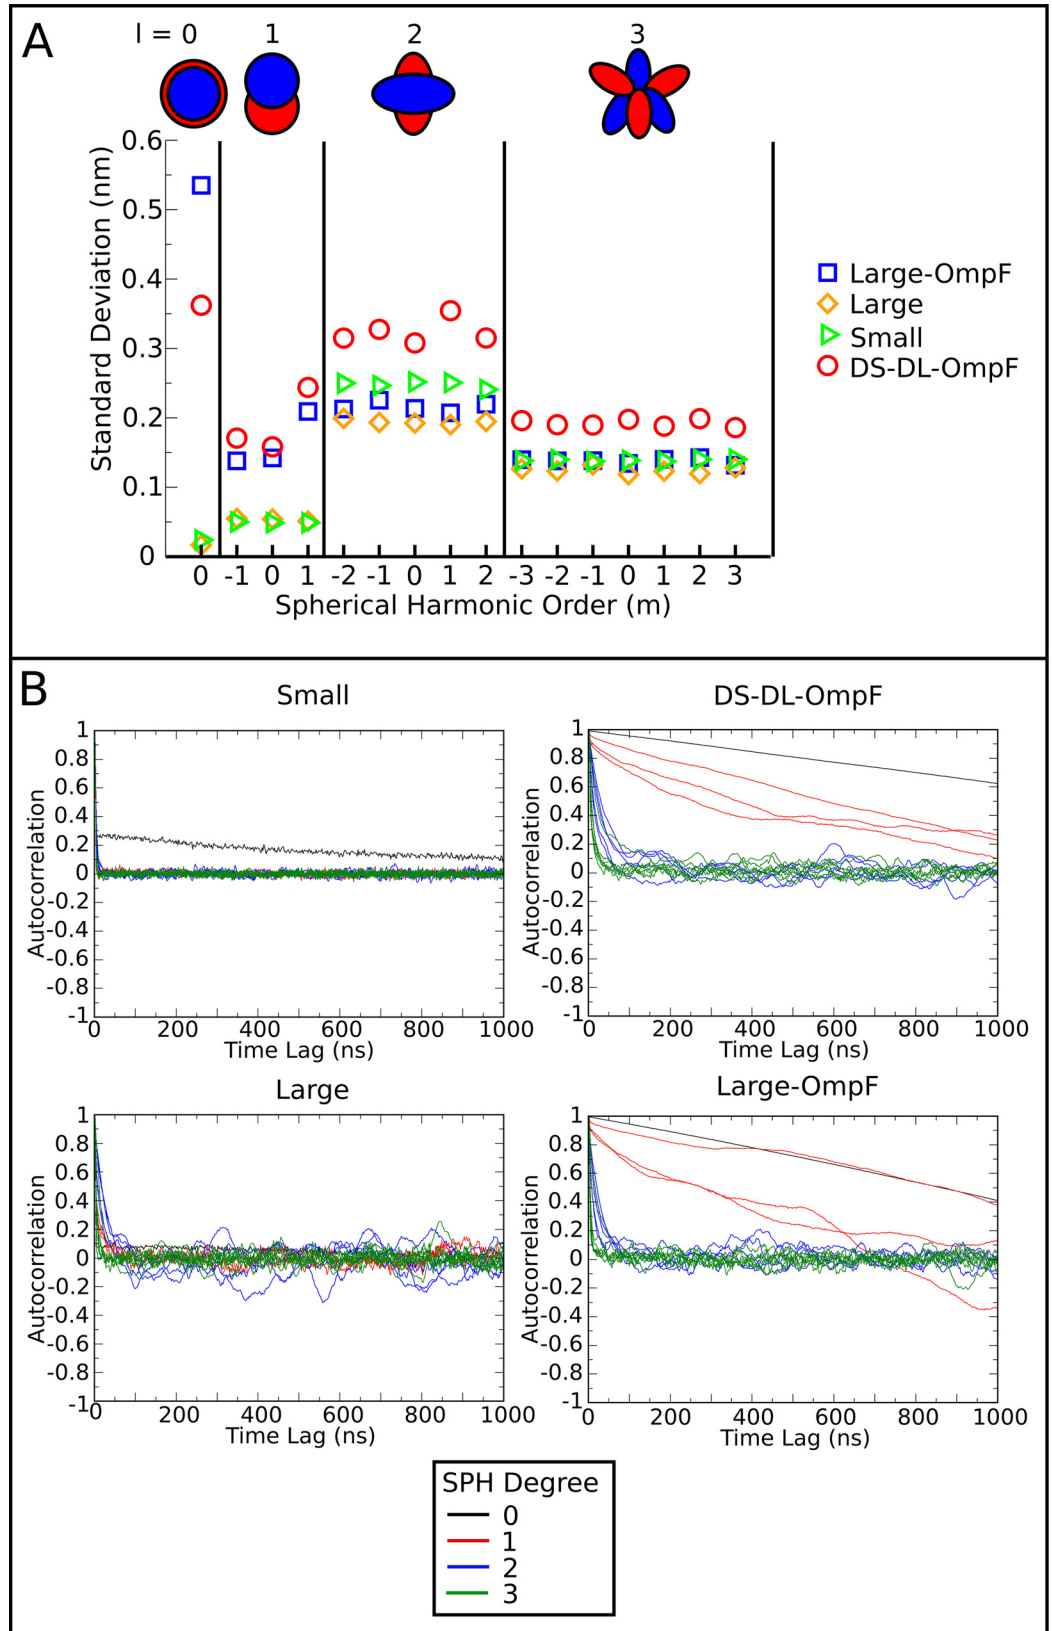 A
l = 0 1 2 3
Standard Deviation (nm)
0.6
0.5
0.4
0.3
0.2
0.1
0
0 -1 0 1 -2 -1 0 1 2 -3 -2 -1 0 1 2 3
Spherical Harmonic Order (m)
Large-OmpF
Large
Small
DS-DL-OmpF
B
Small
Autocorrelation
1
0.8
0.6
0.4
0.2
0
-0.2
-0.4
-0.6
-0.8
-1
0 200 400 600 800 1000
Time Lag (ns)
DS-DL-OmpF
Autocorrelation
1
0.8
0.6
0.4
0.2
0
-0.2
-0.4
-0.6
-0.8
-1
0 200 400 600 800 1000
Time Lag (ns)
Large
Autocorrelation
1
0.8
0.6
0.4
0.2
0
-0.2
-0.4
-0.6
-0.8
-1
0 200 400 600 800 1000
Time Lag (ns)
Large-OmpF
Autocorrelation
1
0.8
0.6
0.4
0.2
0
-0.2
-0.4
-0.6
-0.8
-1
0 200 400 600 800 1000
Time Lag (ns)
SPH Degree
0
1
2
3